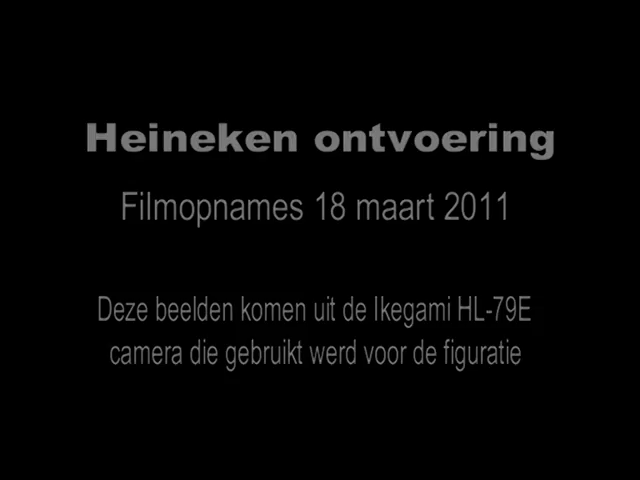 Heineken ontvoering
Filmopnames 18 maart 2011
Deze beelden komen uit de Ikegami HL-79E
camera die gebruikt werd voor de figuratie